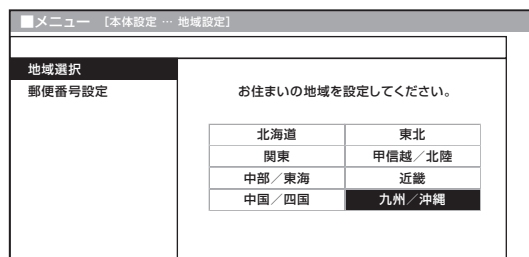 ■メニュー [本体設定 … 地域設定]
地域選択
郵便番号設定
お住まいの地域を設定してください。
北海道 東北
関東 甲信越／北陸
中部／東海 近畿
中国／四国 九州／沖縄